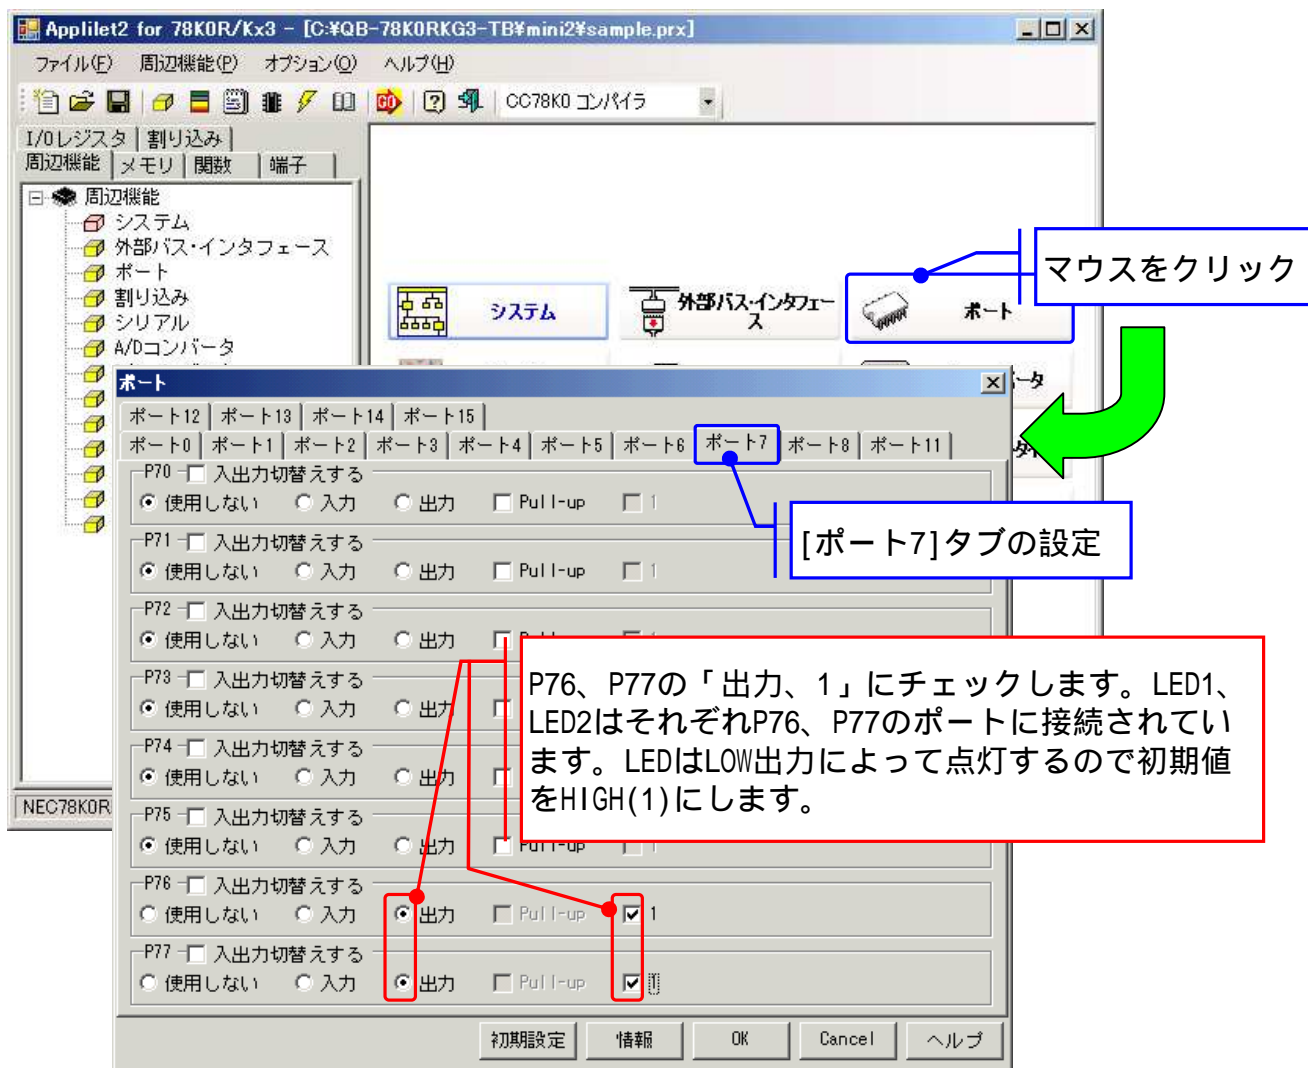 Applilet2 for 78K0R/Kx3 - [C:¥QB-78K0RKG3-TB¥mini2¥sample.prx]
ファイル(F) 周辺機能(P) オプション(O) ヘルプ(H)
GO CC78K0 コンパイラ
I/Oレジスタ 割り込み
周辺機能 メモリ 関数 端子
周辺機能
システム
外部バス・インタフェース
ポート
割り込み
シリアル
A/Dコンバータ
システム
外部バス・インタフェース
ポート
マウスをクリック
ータ
ポート
ポート12 ポート13 ポート14 ポート15
ポート0 ポート1 ポート2 ポート3 ポート4 ポート5 ポート6 ポート7 ポート8 ポート11
[ポート7]タブの設定
P70 入出力切替えする
使用しない 入力 出力 Pull-up 1
P71 入出力切替えする
使用しない 入力 出力 Pull-up 1
P72 入出力切替えする
使用しない 入力 出力
P73 入出力切替えする
使用しない 入力 出力
P74 入出力切替えする
使用しない 入力 出力
P75 入出力切替えする
使用しない 入力 出力 Pull-up 1
P76 入出力切替えする
使用しない 入力 出力 Pull-up 1
P77 入出力切替えする
使用しない 入力 出力 Pull-up 1
P76、P77の「出力、1」にチェックします。LED1、
LED2はそれぞれP76、P77のポートに接続されてい
ます。LEDはLOW出力によって点灯するので初期値
をHIGH(1)にします。
NEC78K0R
初期設定 情報 OK Cancel ヘルプ